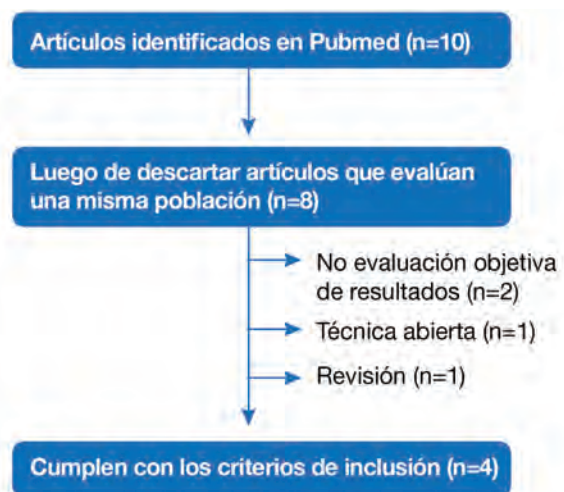 Artículos identificados en Pubmed (n=10)
Luego de descartar artículos que evalúan
una misma población (n=8)
No evaluación objetiva
de resultados (n=2)
Técnica abierta (n=1)
Revisión (n=1)
Cumplen con los criterios de inclusión (n=4)